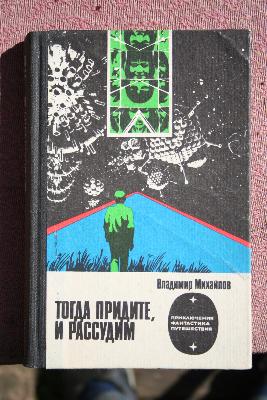 Владимир Михайлов
ТОГДА ПРИДИТЕ,
И РАССУДИМ
ПРИКЛЮЧЕНИЯ
ФАНТАСТИКА
ПУТЕШЕСТВИЯ